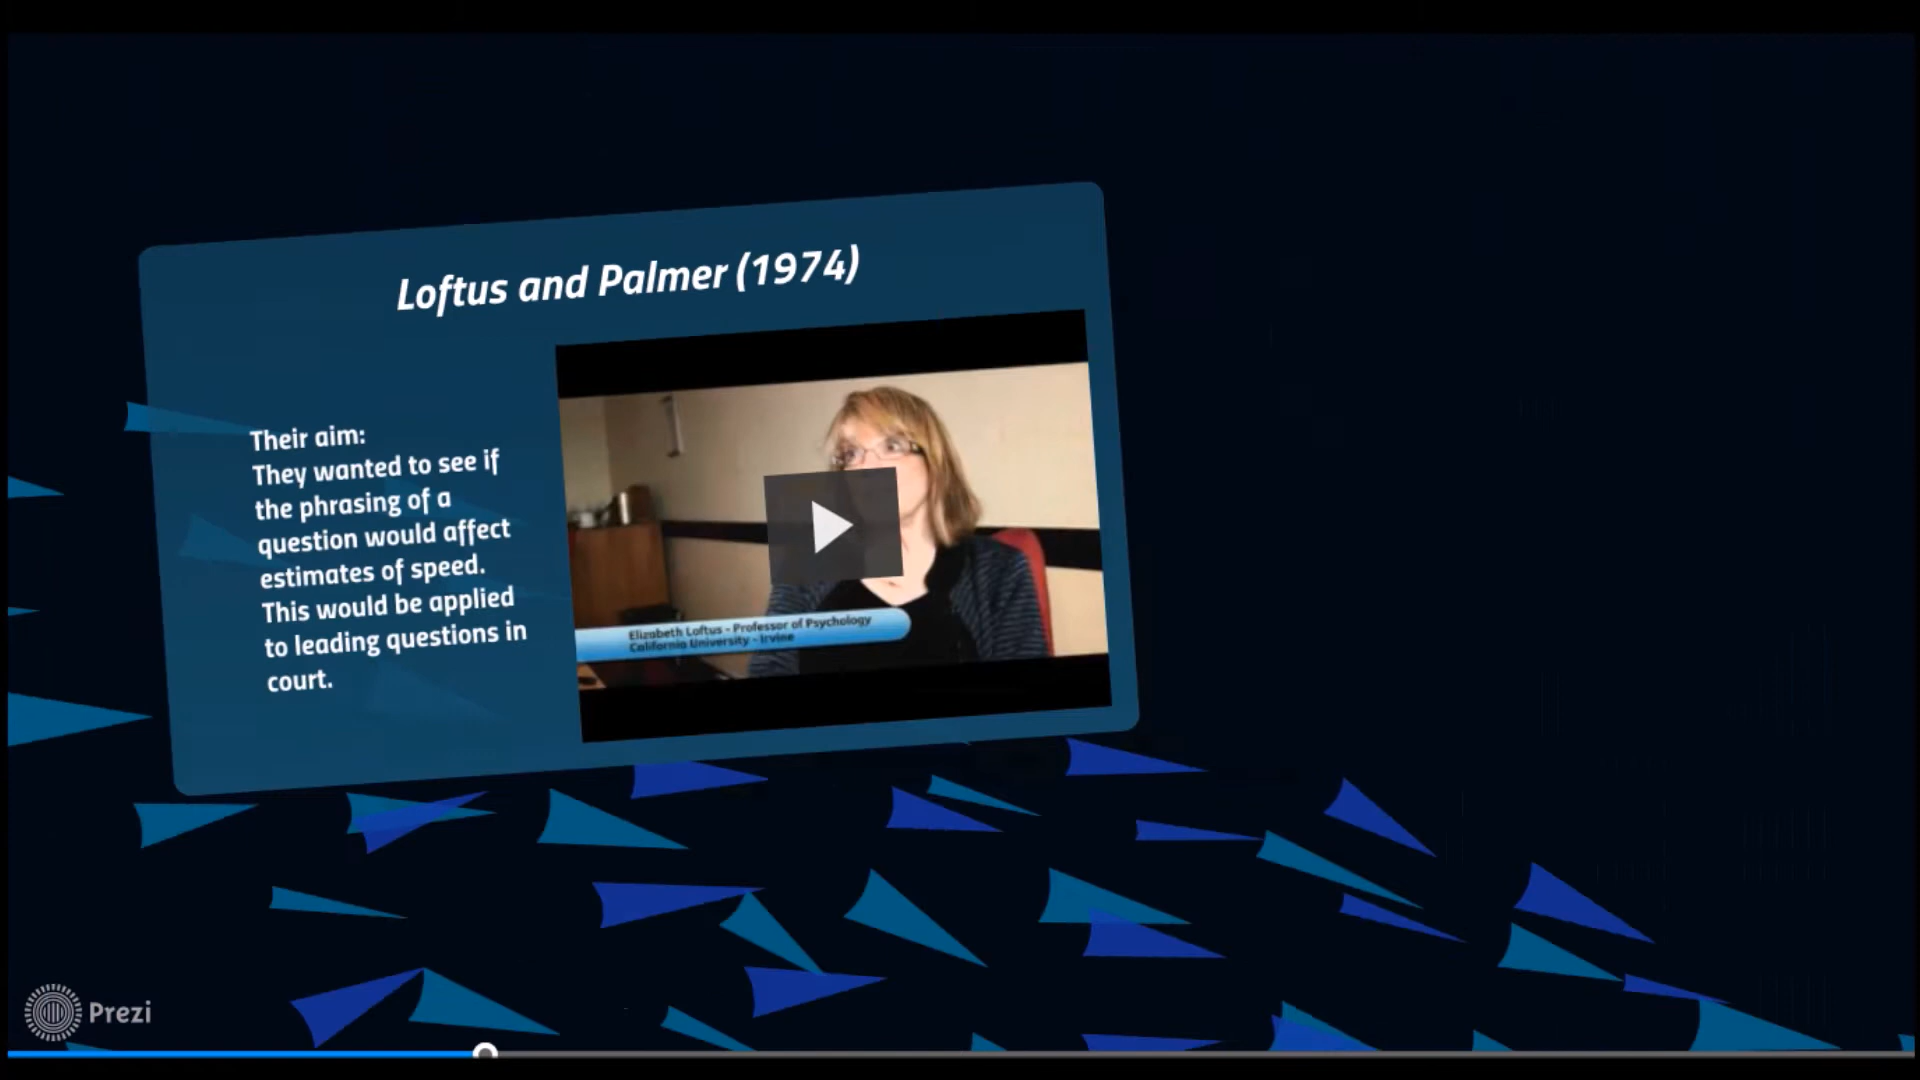 Loftus and Palmer (1974)
Their aim:
They wanted to see if
the phrasing of a
question would affect
estimates of speed.
This would be applied
to leading questions in
court.
Elizabeth Loftus - Professor of Psychology
California University - Irvine
Prezi